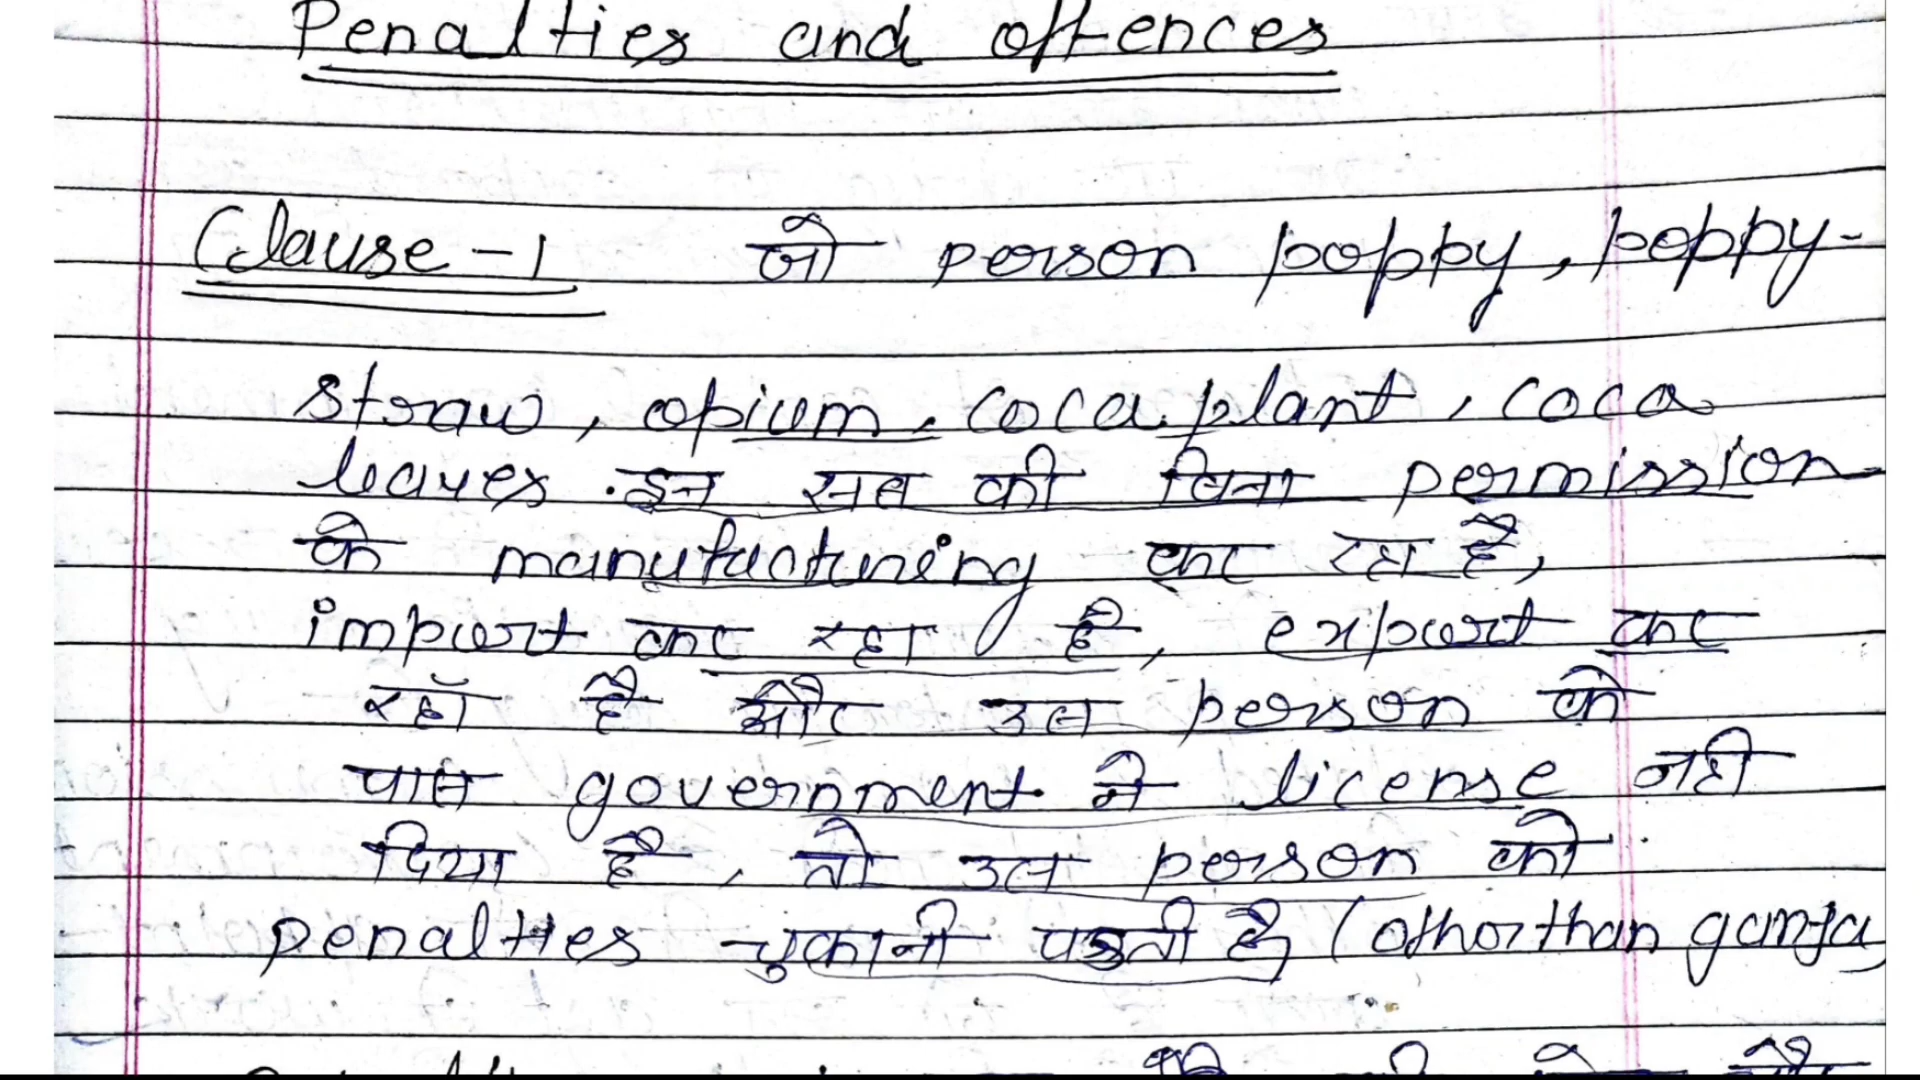 Penalties and offences
Clause-1 जो person poppy, poppy-
straw, opium, coca plant, coca
leaves इन सब की बिना permission
के manufacturing कर रहा है,
import कर रहा है, export कर
रहाँ है और उस person के
पास government ने license नही
दिया है, तो उस person को
penalties चुकानी पडती है (other than ganja)